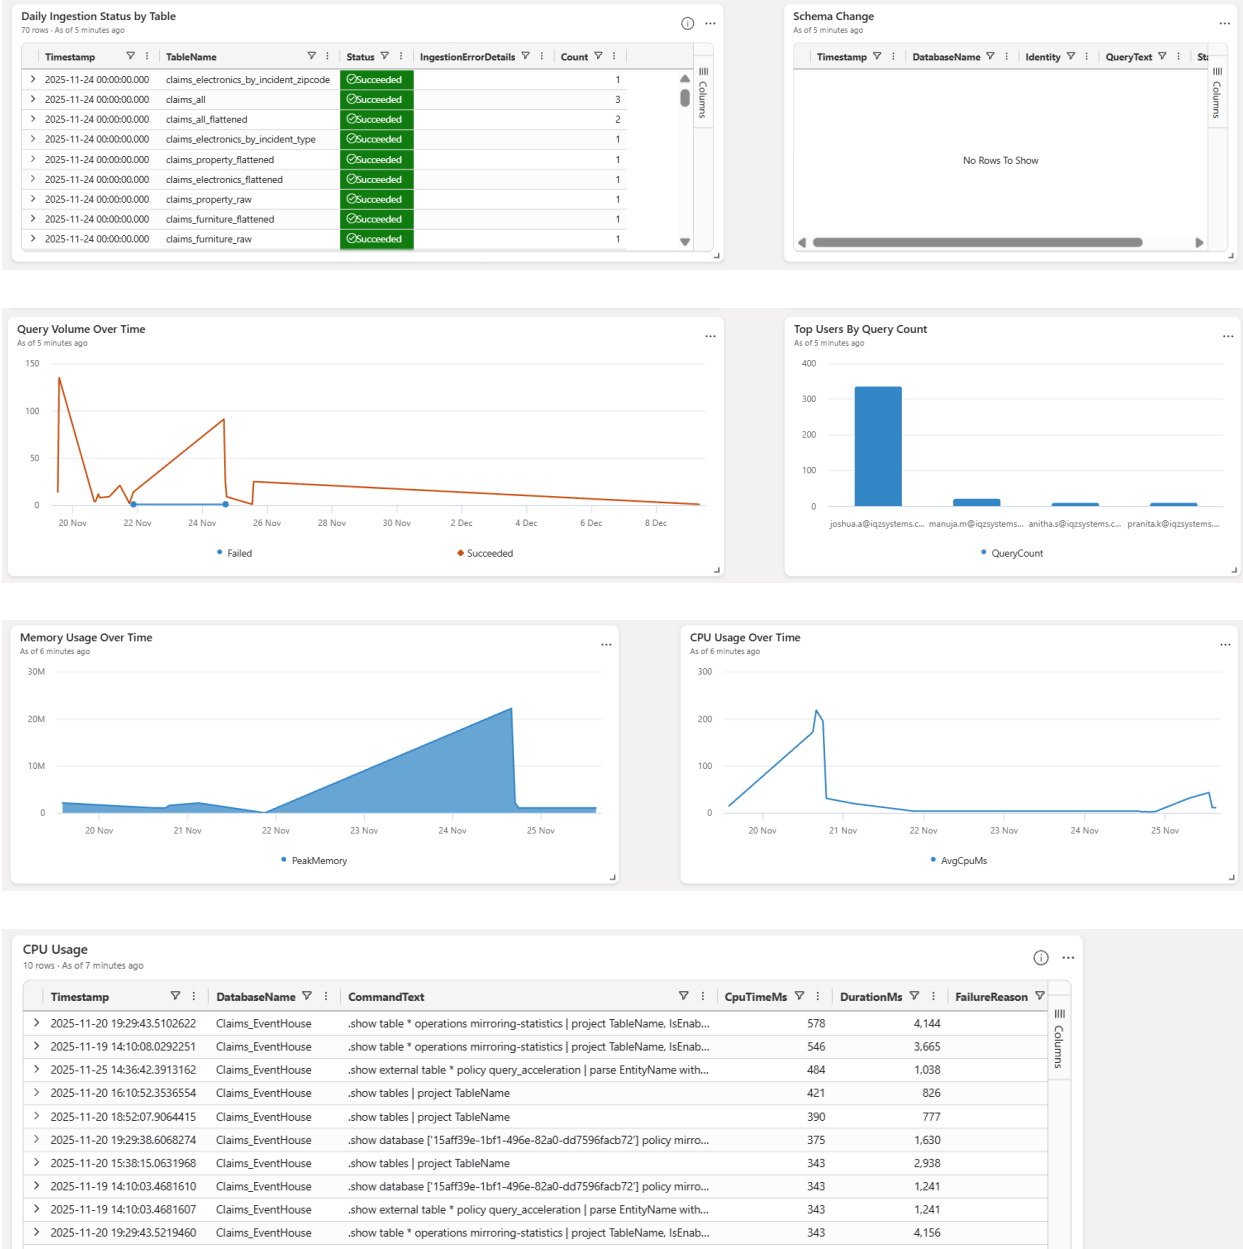 Daily Ingestion Status by Table
70 rows · As of 5 minutes ago
Timestamp TableName Status IngestionErrorDetails Count
2025-11-24 00:00:00.000 claims_electronics_by_incident_zipcode Succeeded 1
2025-11-24 00:00:00.000 claims_all Succeeded 3
2025-11-24 00:00:00.000 claims_all_flattened Succeeded 2
2025-11-24 00:00:00.000 claims_electronics_by_incident_type Succeeded 1
2025-11-24 00:00:00.000 claims_property_flattened Succeeded 1
2025-11-24 00:00:00.000 claims_electronics_flattened Succeeded 1
2025-11-24 00:00:00.000 claims_property_raw Succeeded 1
2025-11-24 00:00:00.000 claims_furniture_flattened Succeeded 1
2025-11-24 00:00:00.000 claims_furniture_raw Succeeded 1
Columns
Schema Change
As of 5 minutes ago
Timestamp DatabaseName Identity QueryText Sta
No Rows To Show
Columns
Query Volume Over Time
As of 5 minutes ago
150
100
50
0
20 Nov 22 Nov 24 Nov 26 Nov 28 Nov 30 Nov 2 Dec 4 Dec 6 Dec 8 Dec
Failed Succeeded
Top Users By Query Count
As of 5 minutes ago
400
300
200
100
0
joshua.a@iqzsystems.c... manuja.m@iqzsystems... anitha.s@iqzsystems.c... pranita.k@iqzsystems....
QueryCount
Memory Usage Over Time
As of 6 minutes ago
30M
20M
10M
0
20 Nov 21 Nov 22 Nov 23 Nov 24 Nov 25 Nov
PeakMemory
CPU Usage Over Time
As of 6 minutes ago
300
200
100
0
20 Nov 21 Nov 22 Nov 23 Nov 24 Nov 25 Nov
AvgCpuMs
CPU Usage
10 rows · As of 7 minutes ago
Timestamp DatabaseName CommandText CpuTimeMs DurationMs FailureReason
2025-11-20 19:29:43.5102622 Claims_EventHouse .show table * operations mirroring-statistics | project TableName, IsEnab... 578 4,144
2025-11-19 14:10:08.0292251 Claims_EventHouse .show table * operations mirroring-statistics | project TableName, IsEnab... 546 3,665
2025-11-25 14:36:42.3913162 Claims_EventHouse .show external table * policy query_acceleration | parse EntityName with... 484 1,038
2025-11-20 16:10:52.3536554 Claims_EventHouse .show tables | project TableName 421 826
2025-11-20 18:52:07.9064415 Claims_EventHouse .show tables | project TableName 390 777
2025-11-20 19:29:38.6068274 Claims_EventHouse .show database ['15aff39e-1bf1-496e-82a0-dd7596facb72'] policy mirro... 375 1,630
2025-11-20 15:38:15.0631968 Claims_EventHouse .show tables | project TableName 343 2,938
2025-11-19 14:10:03.4681610 Claims_EventHouse .show database ['15aff39e-1bf1-496e-82a0-dd7596facb72'] policy mirro... 343 1,241
2025-11-19 14:10:03.4681607 Claims_EventHouse .show external table * policy query_acceleration | parse EntityName with... 343 1,241
2025-11-20 19:29:43.5219460 Claims_EventHouse .show table * operations mirroring-statistics | project TableName, IsEnab... 343 4,156
Columns